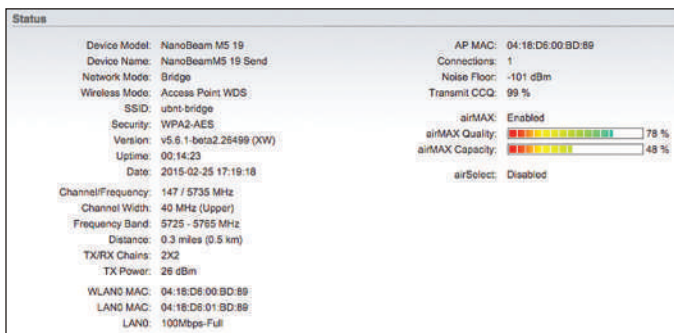 Status
Device Model: NanoBeam M5 19
Device Name: NanoBeamM5 19 Send
Network Mode: Bridge
Wireless Mode: Access Point WDS
SSID: ubnt-bridge
Security: WPA2-AES
Version: v5.6.1-beta2.26499 (XW)
Uptime: 00:14:23
Date: 2015-02-25 17:19:18
Channel/Frequency: 147 / 5735 MHz
Channel Width: 40 MHz (Upper)
Frequency Band: 5725 - 5765 MHz
Distance: 0.3 miles (0.5 km)
TX/RX Chains: 2X2
TX Power: 26 dBm
WLAN0 MAC: 04:18:D6:00:BD:89
LAN0 MAC: 04:18:D6:01:BD:89
LAN0: 100Mbps-Full
AP MAC: 04:18:D6:00:BD:89
Connections: 1
Noise Floor: -101 dBm
Transmit CCQ: 99 %
airMAX: Enabled
airMAX Quality: 78 %
airMAX Capacity: 48 %
airSelect: Disabled